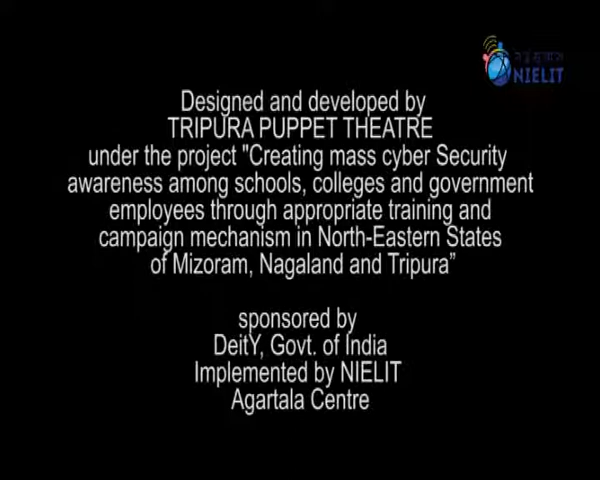 NIELIT
Designed and developed by
TRIPURA PUPPET THEATRE
under the project "Creating mass cyber Security
awareness among schools, colleges and government
employees through appropriate training and
campaign mechanism in North-Eastern States
of Mizoram, Nagaland and Tripura”
sponsored by
DeitY, Govt. of India
Implemented by NIELIT
Agartala Centre